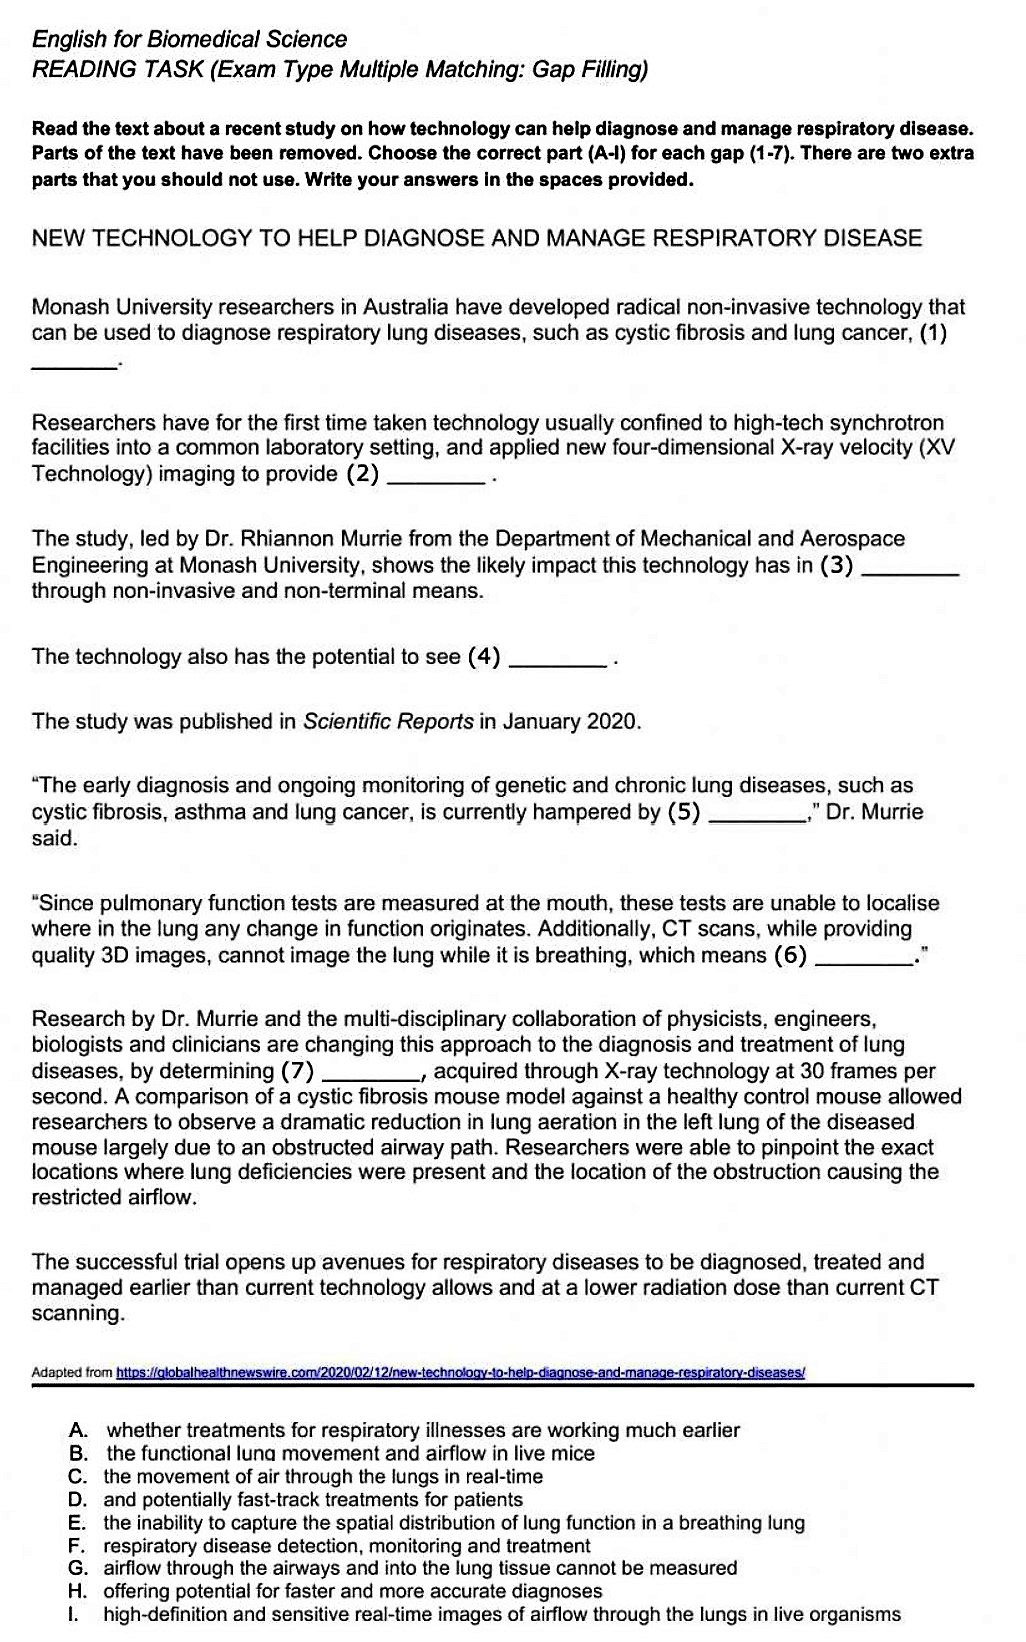 English for Biomedical Science
READING TASK (Exam Type Multiple Matching: Gap Filling)
Read the text about a recent study on how technology can help diagnose and manage respiratory disease.
Parts of the text have been removed. Choose the correct part (A-I) for each gap (1-7). There are two extra
parts that you should not use. Write your answers in the spaces provided.
NEW TECHNOLOGY TO HELP DIAGNOSE AND MANAGE RESPIRATORY DISEASE
Monash University researchers in Australia have developed radical non-invasive technology that
can be used to diagnose respiratory lung diseases, such as cystic fibrosis and lung cancer, (1)
________.
Researchers have for the first time taken technology usually confined to high-tech synchrotron
facilities into a common laboratory setting, and applied new four-dimensional X-ray velocity (XV
Technology) imaging to provide (2) _________ .
The study, led by Dr. Rhiannon Murrie from the Department of Mechanical and Aerospace
Engineering at Monash University, shows the likely impact this technology has in (3) _________
through non-invasive and non-terminal means.
The technology also has the potential to see (4) _________ .
The study was published in Scientific Reports in January 2020.
“The early diagnosis and ongoing monitoring of genetic and chronic lung diseases, such as
cystic fibrosis, asthma and lung cancer, is currently hampered by (5) _________,” Dr. Murrie
said.
“Since pulmonary function tests are measured at the mouth, these tests are unable to localise
where in the lung any change in function originates. Additionally, CT scans, while providing
quality 3D images, cannot image the lung while it is breathing, which means (6) _________.”
Research by Dr. Murrie and the multi-disciplinary collaboration of physicists, engineers,
biologists and clinicians are changing this approach to the diagnosis and treatment of lung
diseases, by determining (7) _________, acquired through X-ray technology at 30 frames per
second. A comparison of a cystic fibrosis mouse model against a healthy control mouse allowed
researchers to observe a dramatic reduction in lung aeration in the left lung of the diseased
mouse largely due to an obstructed airway path. Researchers were able to pinpoint the exact
locations where lung deficiencies were present and the location of the obstruction causing the
restricted airflow.
The successful trial opens up avenues for respiratory diseases to be diagnosed, treated and
managed earlier than current technology allows and at a lower radiation dose than current CT
scanning.
Adapted from https://globalhealthnewswire.com/2020/02/12/new-technology-to-help-diagnose-and-manage-respiratory-diseases/
A. whether treatments for respiratory illnesses are working much earlier
B. the functional lung movement and airflow in live mice
C. the movement of air through the lungs in real-time
D. and potentially fast-track treatments for patients
E. the inability to capture the spatial distribution of lung function in a breathing lung
F. respiratory disease detection, monitoring and treatment
G. airflow through the airways and into the lung tissue cannot be measured
H. offering potential for faster and more accurate diagnoses
I. high-definition and sensitive real-time images of airflow through the lungs in live organisms